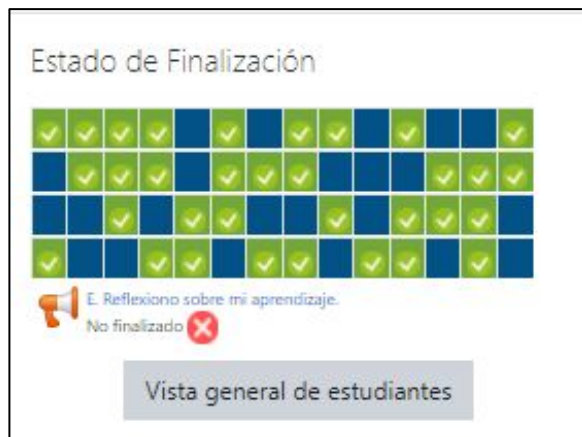 Estado de Finalización
E. Reflexiono sobre mi aprendizaje.
No finalizado
Vista general de estudiantes